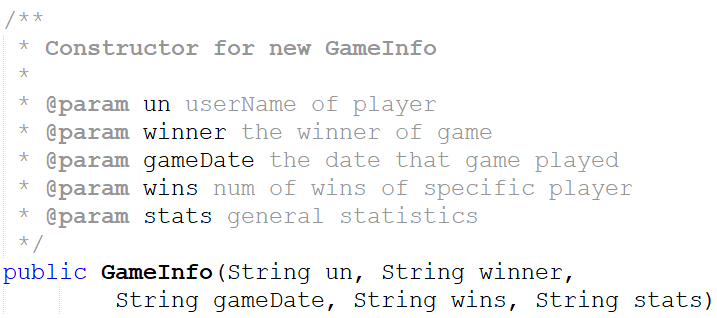 /**
* Constructor for new GameInfo
*
* @param un userName of player
* @param winner the winner of game
* @param gameDate the date that game played
* @param wins num of wins of specific player
* @param stats general statistics
*/
public GameInfo(String un, String winner,
String gameDate, String wins, String stats)